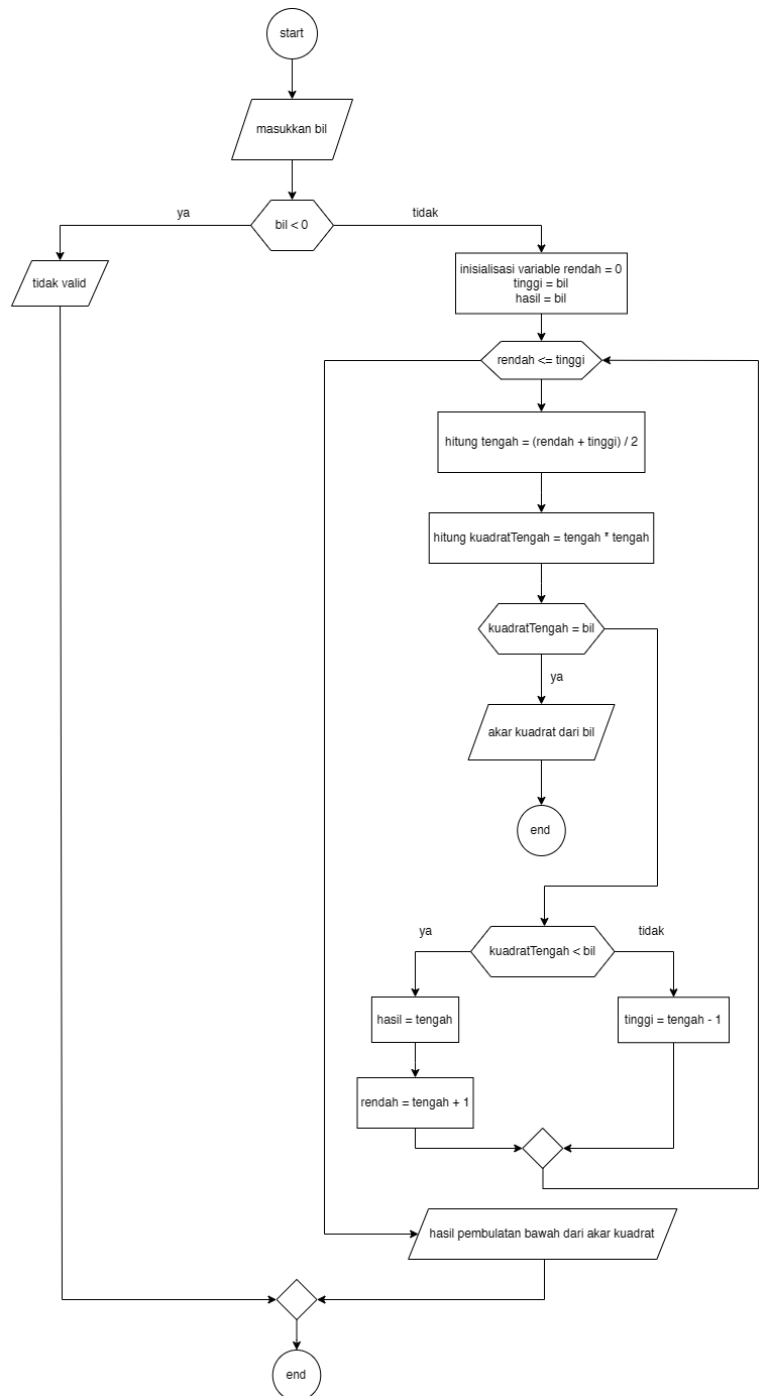 start
masukkan bil
bil < 0
ya
tidak
tidak valid
inisialisasi variable rendah = 0
tinggi = bil
hasil = bil
rendah <= tinggi
hitung tengah = (rendah + tinggi) / 2
hitung kuadratTengah = tengah * tengah
kuadratTengah = bil
ya
akar kuadrat dari bil
end
kuadratTengah < bil
ya
tidak
hasil = tengah
tinggi = tengah - 1
rendah = tengah + 1
hasil pembulatan bawah dari akar kuadrat
end